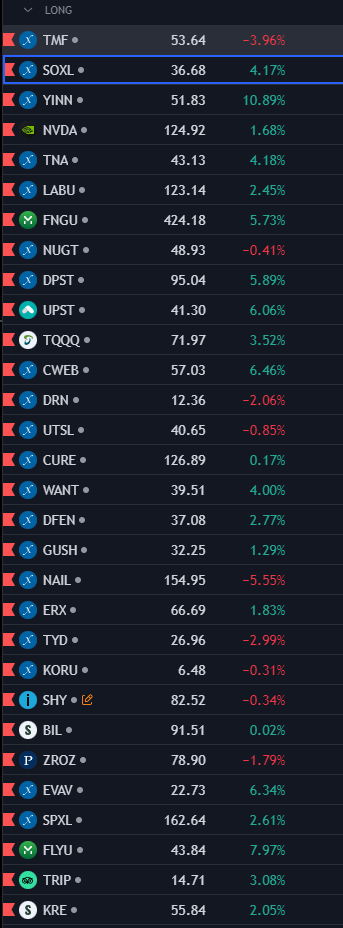 LONG
TMF 53.64 −3.96%
SOXL 36.68 4.17%
YINN 51.83 10.89%
NVDA 124.92 1.68%
TNA 43.13 4.18%
LABU 123.14 2.45%
FNGU 424.18 5.73%
NUGT 48.93 −0.41%
DPST 95.04 5.89%
UPST 41.30 6.06%
TQQQ 71.97 3.52%
CWEB 57.03 6.46%
DRN 12.36 −2.06%
UTSL 40.65 −0.85%
CURE 126.89 0.17%
WANT 39.51 4.00%
DFEN 37.08 2.77%
GUSH 32.25 1.29%
NAIL 154.95 −5.55%
ERX 66.69 1.83%
TYD 26.96 −2.99%
KORU 6.48 −0.31%
SHY 82.52 −0.34%
BIL 91.51 0.02%
ZROZ 78.90 −1.79%
EVAV 22.73 6.34%
SPXL 162.64 2.61%
FLYU 43.84 7.97%
TRIP 14.71 3.08%
KRE 55.84 2.05%